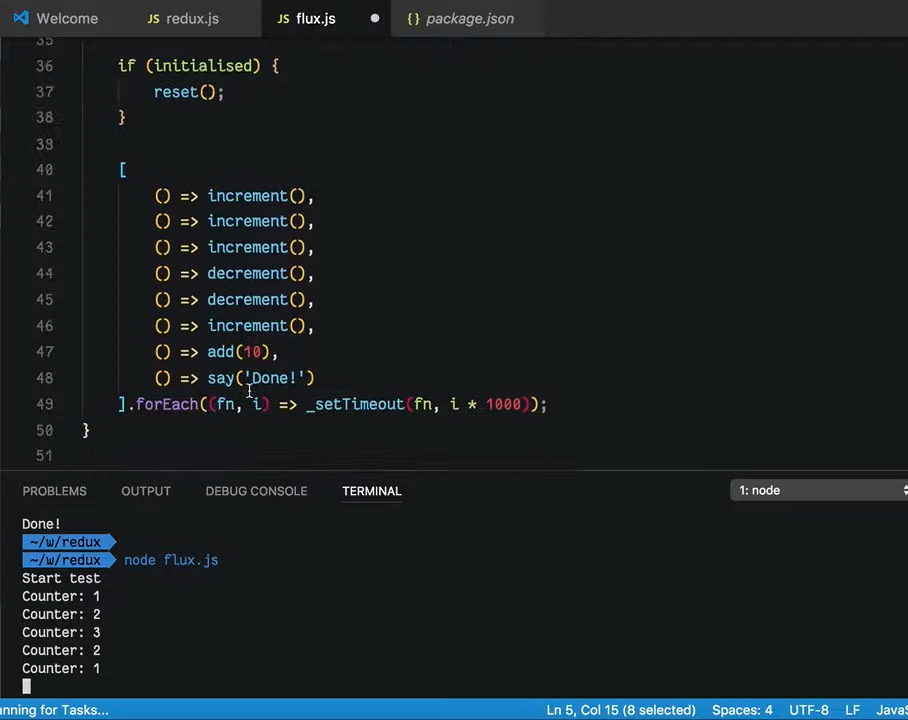 Welcome
JS redux.js
JS flux.js
{} package.json
35
36 if (initialised) {
37 reset();
38 }
39
40 [
41 () => increment(),
42 () => increment(),
43 () => increment(),
44 () => decrement(),
45 () => decrement(),
46 () => increment(),
47 () => add(10),
48 () => say('Done!')
49 ].forEach((fn, i) => _setTimeout(fn, i * 1000));
50 }
51
PROBLEMS OUTPUT DEBUG CONSOLE TERMINAL 1: node
Done!
~/w/redux
~/w/redux node flux.js
Start test
Counter: 1
Counter: 2
Counter: 3
Counter: 2
Counter: 1
nning for Tasks... Ln 5, Col 15 (8 selected) Spaces: 4 UTF-8 LF JavaS